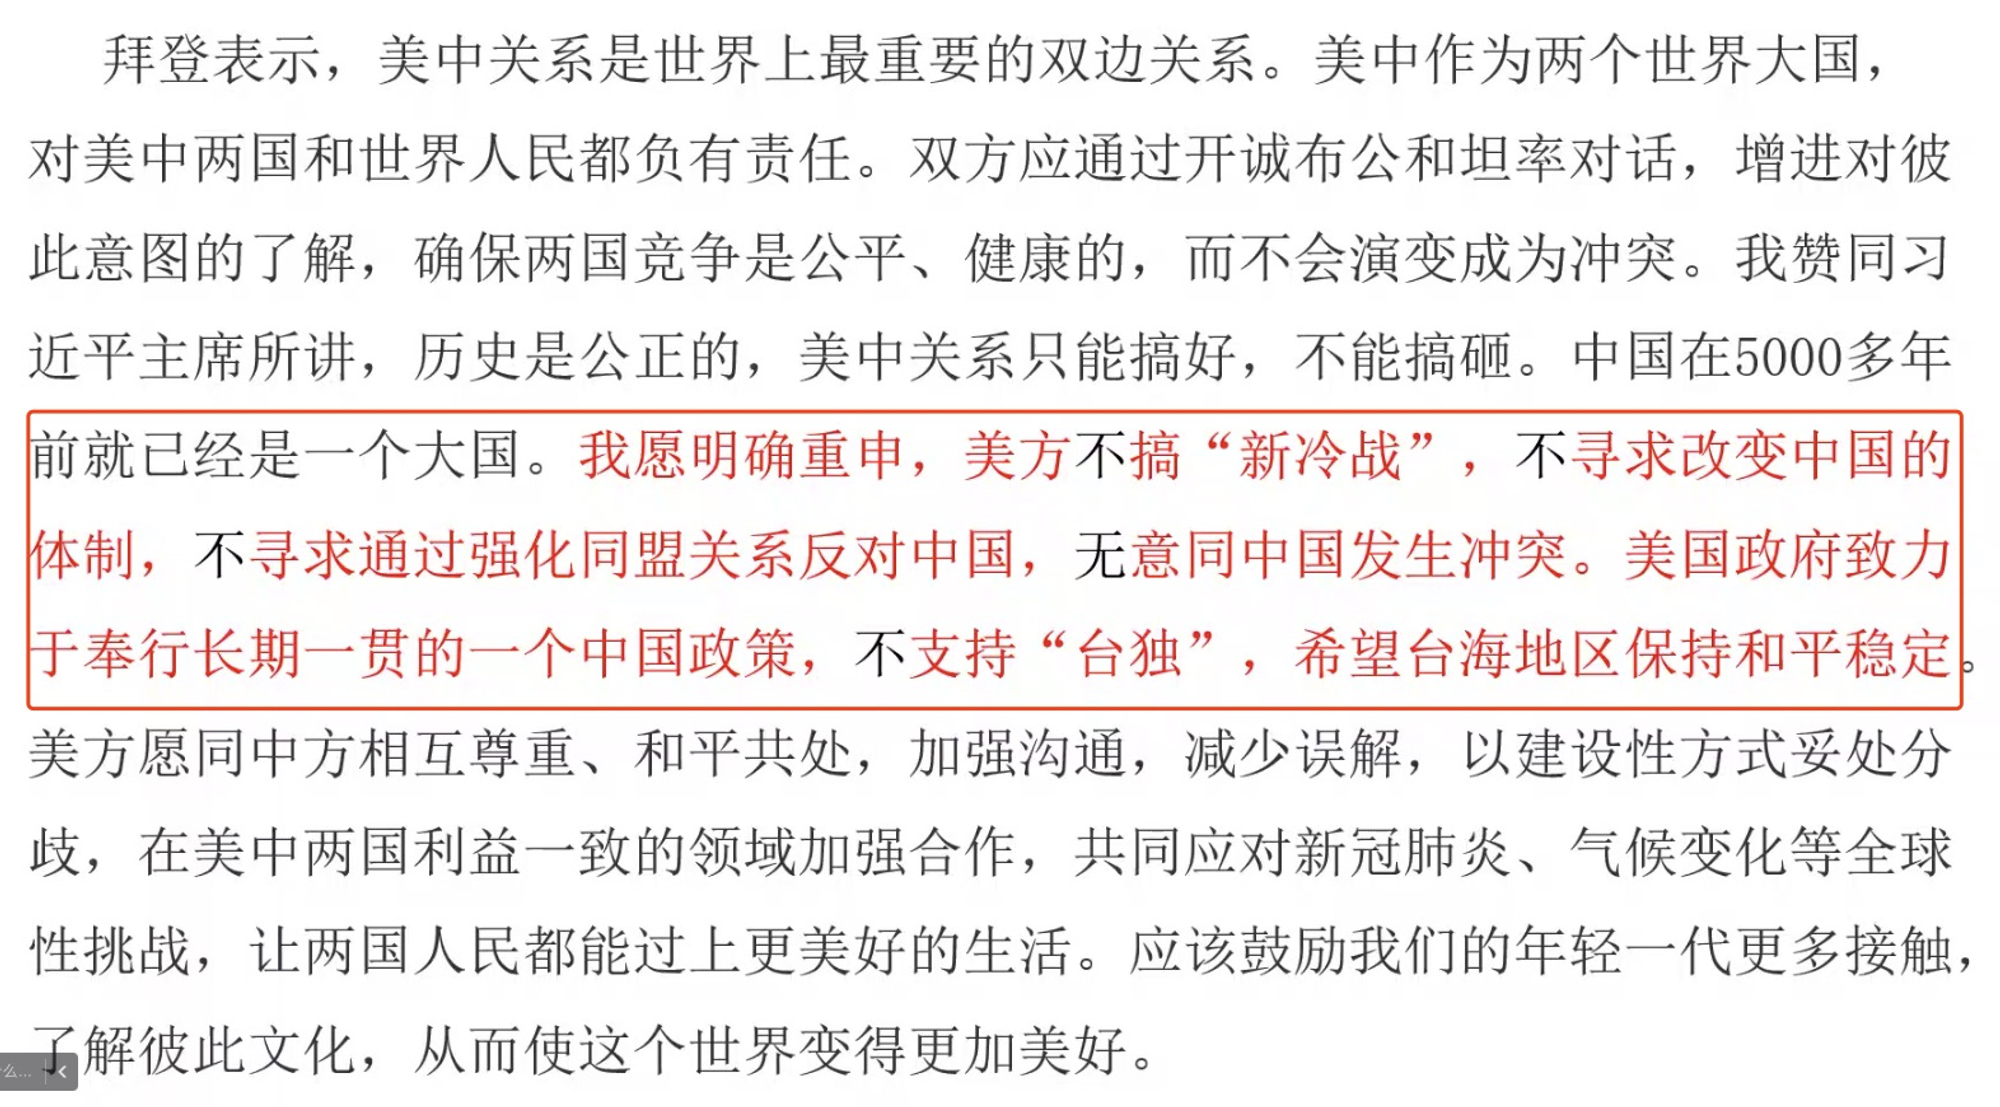 拜登表示，美中关系是世界上最重要的双边关系。美中作为两个世界大国，
对美中两国和世界人民都负有责任。双方应通过开诚布公和坦率对话，增进对彼
此意图的了解，确保两国竞争是公平、健康的，而不会演变成为冲突。我赞同习
近平主席所讲，历史是公正的，美中关系只能搞好，不能搞砸。中国在5000多年
前就已经是一个大国。我愿明确重申，美方不搞“新冷战”，不寻求改变中国的
体制，不寻求通过强化同盟关系反对中国，无意同中国发生冲突。美国政府致力
于奉行长期一贯的一个中国政策，不支持“台独”，希望台海地区保持和平稳定。
美方愿同中方相互尊重、和平共处，加强沟通，减少误解，以建设性方式妥处分
歧，在美中两国利益一致的领域加强合作，共同应对新冠肺炎、气候变化等全球
性挑战，让两国人民都能过上更美好的生活。应该鼓励我们的年轻一代更多接触，
了解彼此文化，从而使这个世界变得更加美好。
么...